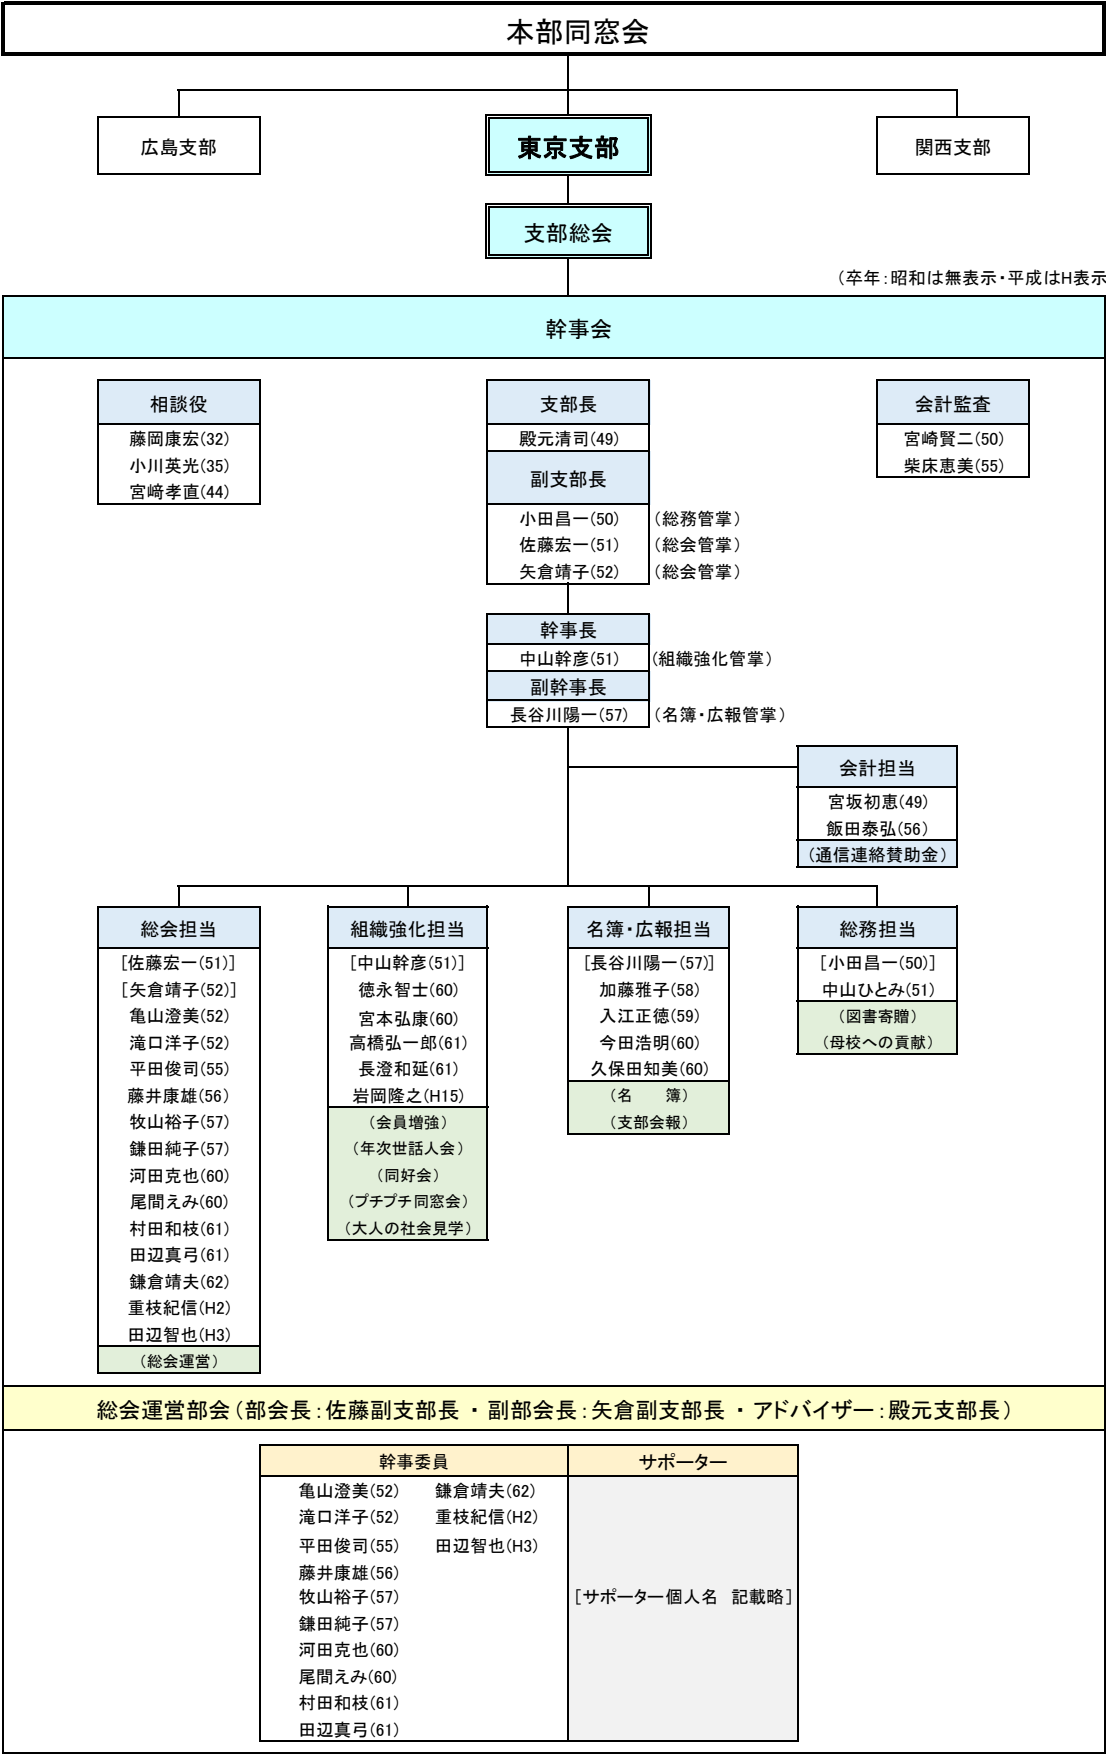 本部同窓会
広島支部
東京支部
関西支部
支部総会
（卒年：昭和は無表示・平成はH表示
幹事会
相談役
藤岡康宏(32)
小川英光(35)
宮﨑孝直(44)
支部長
殿元清司(49)
副支部長
小田昌一(50) （総務管掌）
佐藤宏一(51) （総会管掌）
矢倉靖子(52) （総会管掌）
会計監査
宮崎賢二(50)
柴床恵美(55)
幹事長
中山幹彦(51) （組織強化管掌）
副幹事長
長谷川陽一(57) （名簿・広報管掌）
会計担当
宮坂初恵(49)
飯田泰弘(56)
（通信連絡賛助金）
総会担当
[佐藤宏一(51)]
[矢倉靖子(52)]
亀山澄美(52)
滝口洋子(52)
平田俊司(55)
藤井康雄(56)
牧山裕子(57)
鎌田純子(57)
河田克也(60)
尾間えみ(60)
村田和枝(61)
田辺真弓(61)
鎌倉靖夫(62)
重枝紀信(H2)
田辺智也(H3)
（総会運営）
組織強化担当
[中山幹彦(51)]
徳永智士(60)
宮本弘康(60)
高橋弘一郎(61)
長澄和延(61)
岩岡隆之(H15)
（会員増強）
（年次世話人会）
（同好会）
（プチプチ同窓会）
（大人の社会見学）
名簿・広報担当
[長谷川陽一(57)]
加藤雅子(58)
入江正徳(59)
今田浩明(60)
久保田知美(60)
（名　　簿）
（支部会報）
総務担当
[小田昌一(50)]
中山ひとみ(51)
（図書寄贈）
（母校への貢献）
総会運営部会（部会長：佐藤副支部長 ・ 副部会長：矢倉副支部長 ・ アドバイザー：殿元支部長）
幹事委員
亀山澄美(52) 鎌倉靖夫(62)
滝口洋子(52) 重枝紀信(H2)
平田俊司(55) 田辺智也(H3)
藤井康雄(56)
牧山裕子(57)
鎌田純子(57)
河田克也(60)
尾間えみ(60)
村田和枝(61)
田辺真弓(61)
サポーター
[サポーター個人名　記載略]